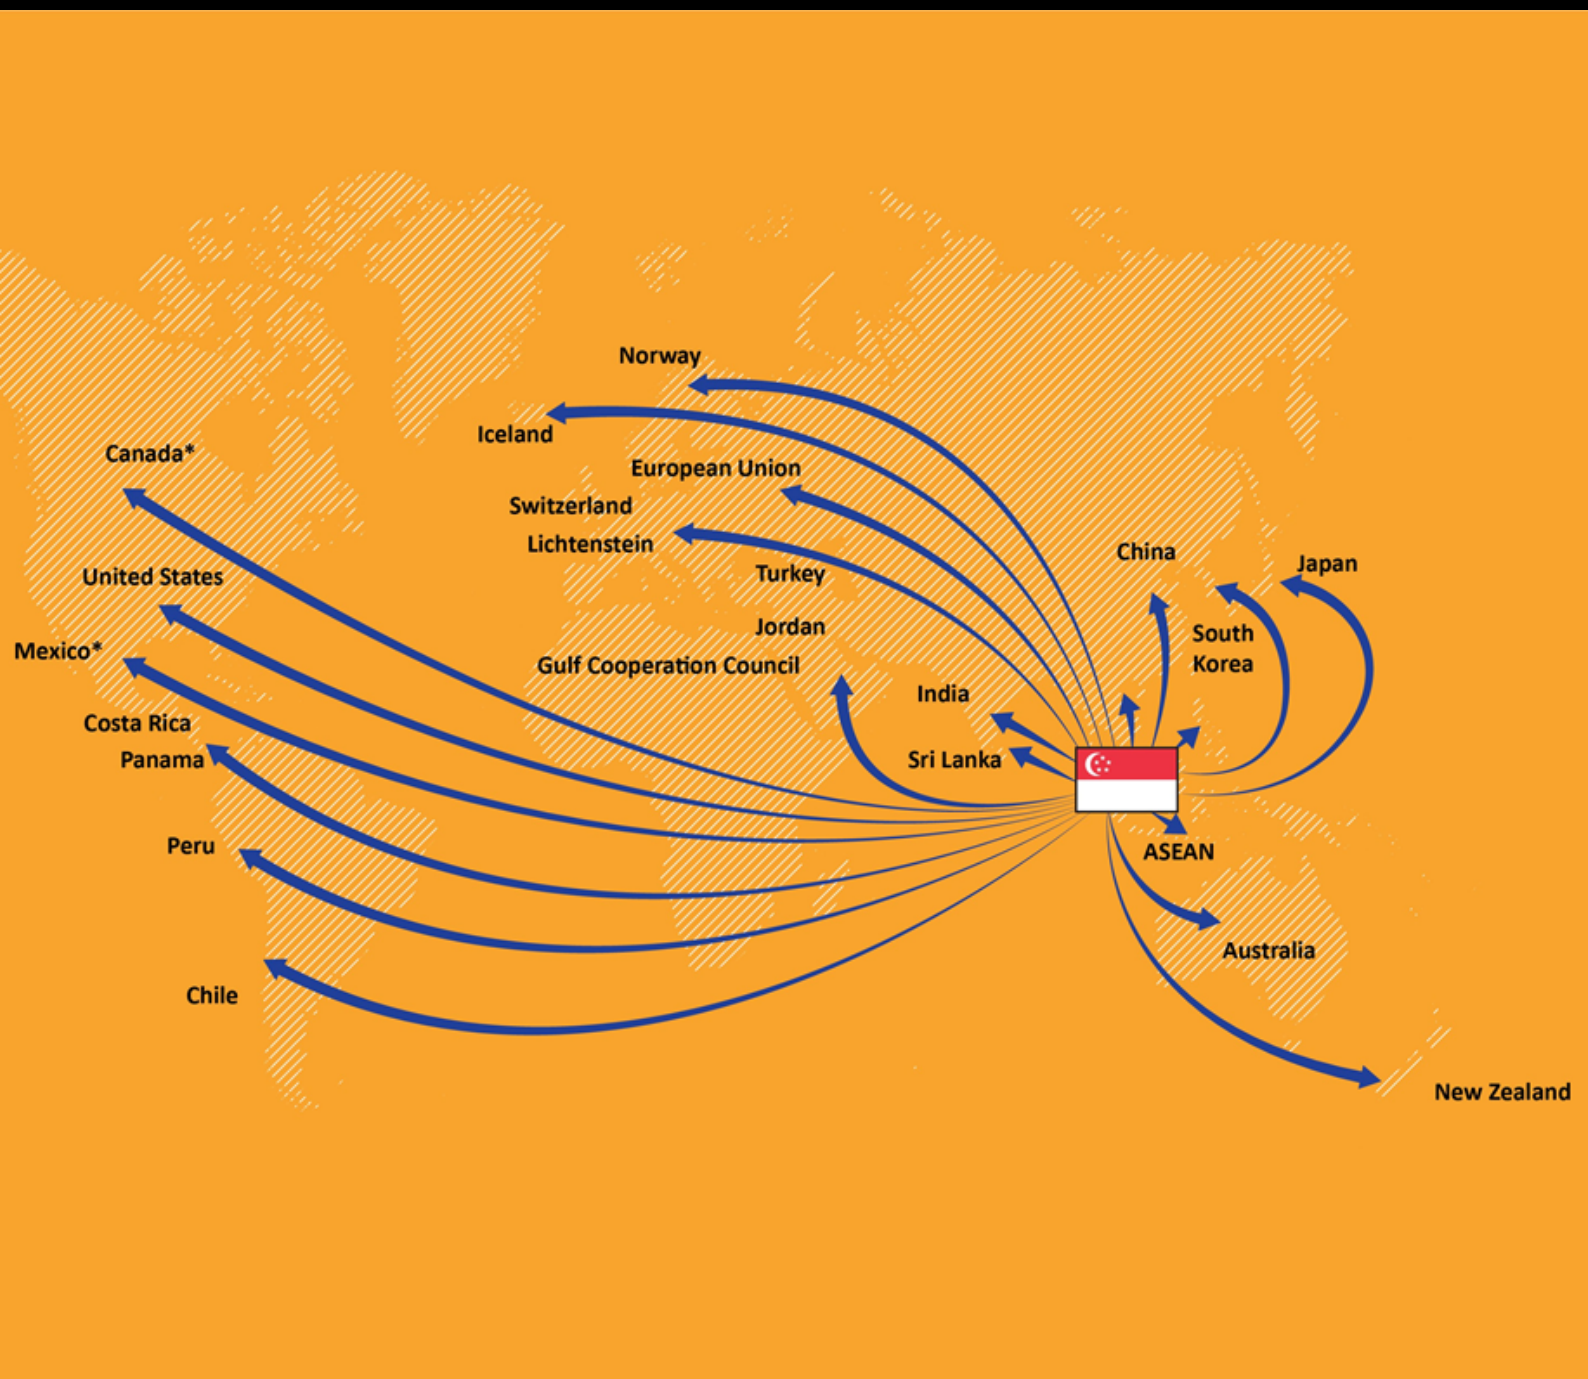 Norway
Iceland
Canada*
European Union
Switzerland
Lichtenstein
China
Japan
United States
Turkey
Jordan
South
Korea
Mexico*
Gulf Cooperation Council
India
Costa Rica
Panama
Sri Lanka
Peru
ASEAN
Australia
Chile
New Zealand